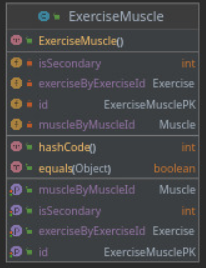 ExerciseMuscle
ExerciseMuscle()
isSecondary int
exerciseByExerciseId Exercise
id ExerciseMusclePK
muscleByMuscleId Muscle
hashCode() int
equals(Object) boolean
muscleByMuscleId Muscle
isSecondary int
exerciseByExerciseId Exercise
id ExerciseMusclePK